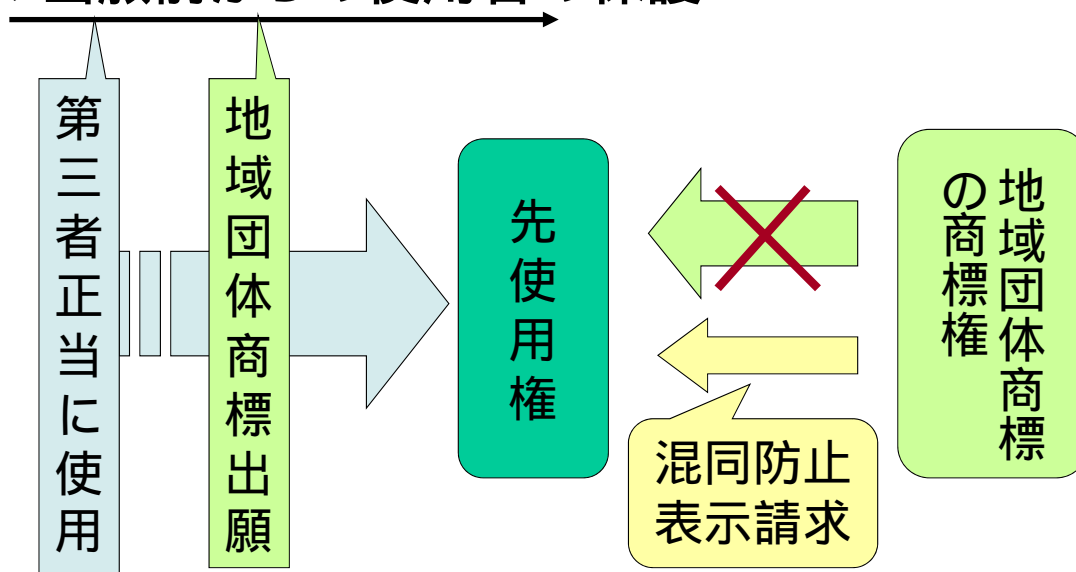 第三者正当に使用
地域団体商標出願
先使用権
地域団体商標
の商標権
混同防止
表示請求